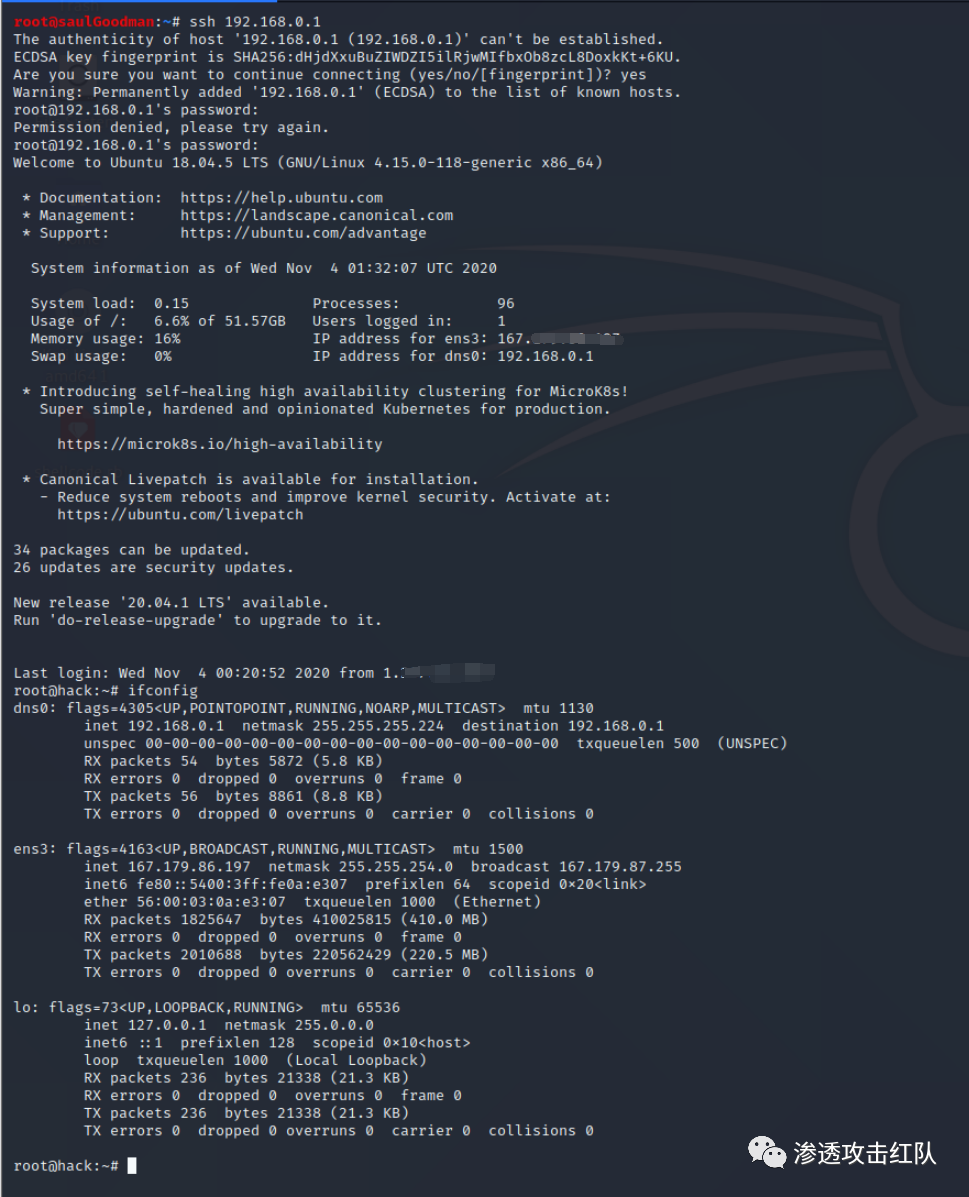 root@saulGoodman:~# ssh 192.168.0.1
The authenticity of host '192.168.0.1 (192.168.0.1)' can't be established.
ECDSA key fingerprint is SHA256:dHjdXxuBuZIWDZI5ilRjwMIfbxOb8zcL8DoxkKt+6KU.
Are you sure you want to continue connecting (yes/no/[fingerprint])? yes
Warning: Permanently added '192.168.0.1' (ECDSA) to the list of known hosts.
root@192.168.0.1's password:
Permission denied, please try again.
root@192.168.0.1's password:
Welcome to Ubuntu 18.04.5 LTS (GNU/Linux 4.15.0-118-generic x86_64)
* Documentation:  https://help.ubuntu.com
* Management:     https://landscape.canonical.com
* Support:        https://ubuntu.com/advantage
System information as of Wed Nov  4 01:32:07 UTC 2020
System load:  0.15               Processes:           96
Usage of /:   6.6% of 51.57GB   Users logged in:     1
Memory usage: 16%               IP address for ens3: 167.
Swap usage:   0%                IP address for dns0: 192.168.0.1
* Introducing self-healing high availability clustering for MicroK8s!
Super simple, hardened and opinionated Kubernetes for production.
https://microk8s.io/high-availability
* Canonical Livepatch is available for installation.
- Reduce system reboots and improve kernel security. Activate at:
https://ubuntu.com/livepatch
34 packages can be updated.
26 updates are security updates.
New release '20.04.1 LTS' available.
Run 'do-release-upgrade' to upgrade to it.
Last login: Wed Nov  4 00:20:52 2020 from 1.
root@hack:~# ifconfig
dns0: flags=4305<UP,POINTOPOINT,RUNNING,NOARP,MULTICAST>  mtu 1130
inet 192.168.0.1  netmask 255.255.255.224  destination 192.168.0.1
unspec 00-00-00-00-00-00-00-00-00-00-00-00-00-00-00-00  txqueuelen 500  (UNSPEC)
RX packets 54  bytes 5872 (5.8 KB)
RX errors 0  dropped 0  overruns 0  frame 0
TX packets 56  bytes 8861 (8.8 KB)
TX errors 0  dropped 0 overruns 0  carrier 0  collisions 0
ens3: flags=4163<UP,BROADCAST,RUNNING,MULTICAST>  mtu 1500
inet 167.179.86.197  netmask 255.255.254.0  broadcast 167.179.87.255
inet6 fe80::5400:3ff:fe0a:e307  prefixlen 64  scopeid 0×20<link>
ether 56:00:03:0a:e3:07  txqueuelen 1000  (Ethernet)
RX packets 1825647  bytes 410025815 (410.0 MB)
RX errors 0  dropped 0  overruns 0  frame 0
TX packets 2010688  bytes 220562429 (220.5 MB)
TX errors 0  dropped 0 overruns 0  carrier 0  collisions 0
lo: flags=73<UP,LOOPBACK,RUNNING>  mtu 65536
inet 127.0.0.1  netmask 255.0.0.0
inet6 ::1  prefixlen 128  scopeid 0×10<host>
loop  txqueuelen 1000  (Local Loopback)
RX packets 236  bytes 21338 (21.3 KB)
RX errors 0  dropped 0  overruns 0  frame 0
TX packets 236  bytes 21338 (21.3 KB)
TX errors 0  dropped 0 overruns 0  carrier 0  collisions 0
root@hack:~#
渗透攻击红队